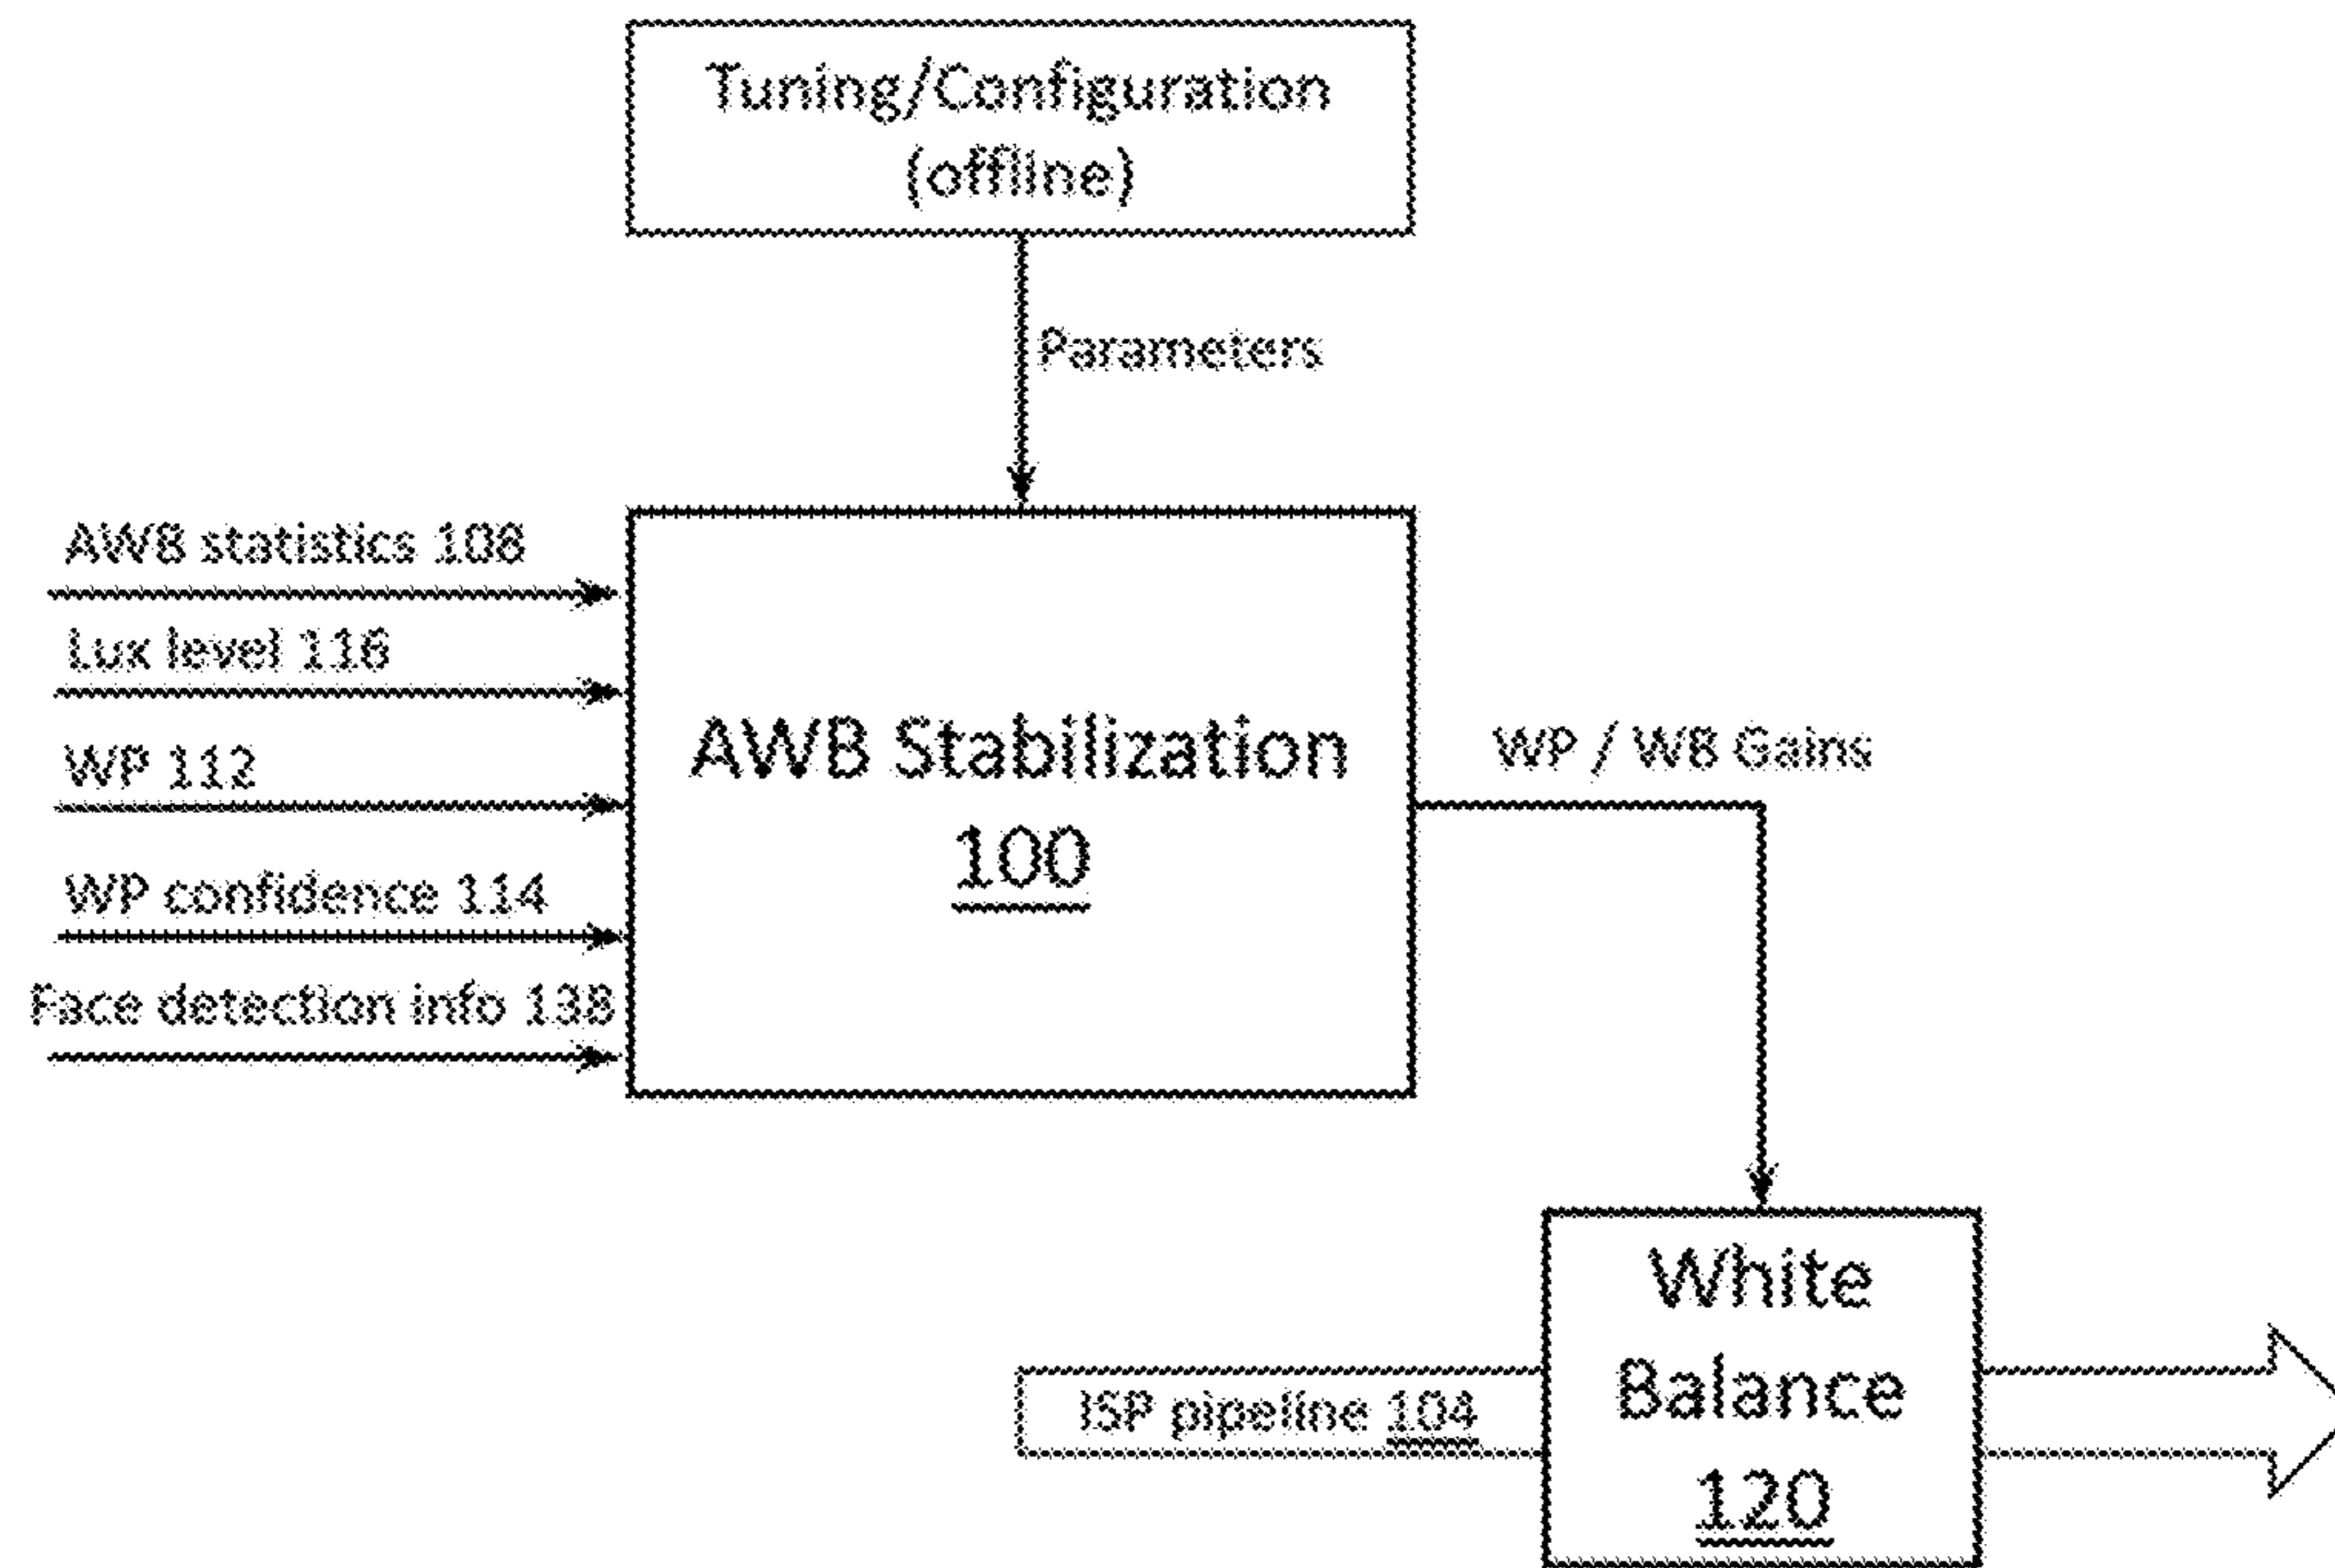 Tuning/Configuration
(offline)
Parameters
AWB statistics 108
Lux level 116
WP 112
WP confidence 114
Face detection info 138
AWB Stabilization
100
WP / WB Gains
White
Balance
120
ISP pipeline 104